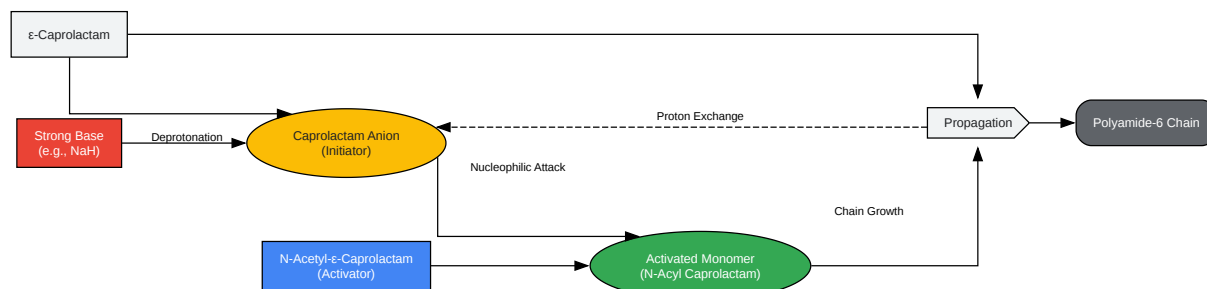 ε-Caprolactam
Strong Base
(e.g., NaH)
Deprotonation
Caprolactam Anion
(Initiator)
Proton Exchange
Propagation
Polyamide-6 Chain
Nucleophilic Attack
Chain Growth
N-Acetyl-ε-Caprolactam
(Activator)
Activated Monomer
(N-Acyl Caprolactam)